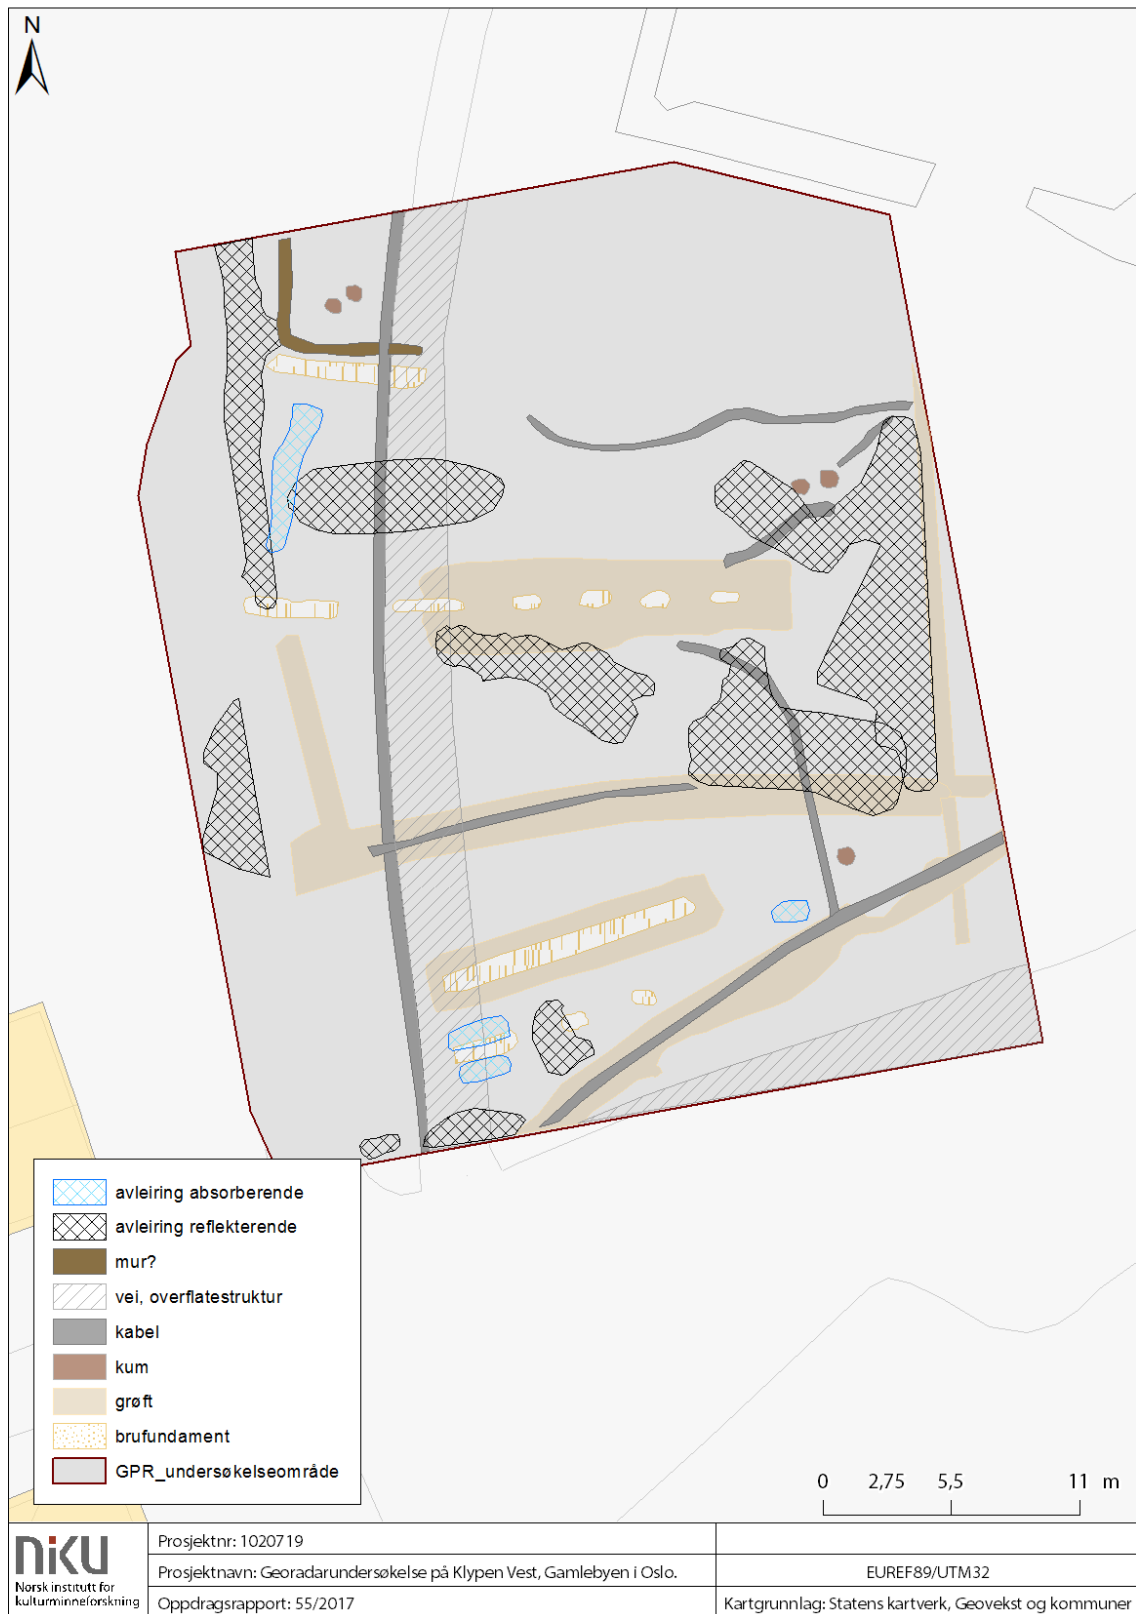 N
avleiring absorberende
avleiring reflekterende
mur?
vei, overflatestruktur
kabel
kum
grøft
brufundament
GPR_undersøkelseområde
0 2,75 5,5 11 m
niku
Norsk institutt for
kulturminneforskning
Prosjektnr: 1020719
Prosjektnavn: Georadarundersøkelse på Klypen Vest, Gamlebyen i Oslo.
EUREF89/UTM32
Oppdragsrapport: 55/2017
Kartgrunnlag: Statens kartverk, Geovekst og kommuner